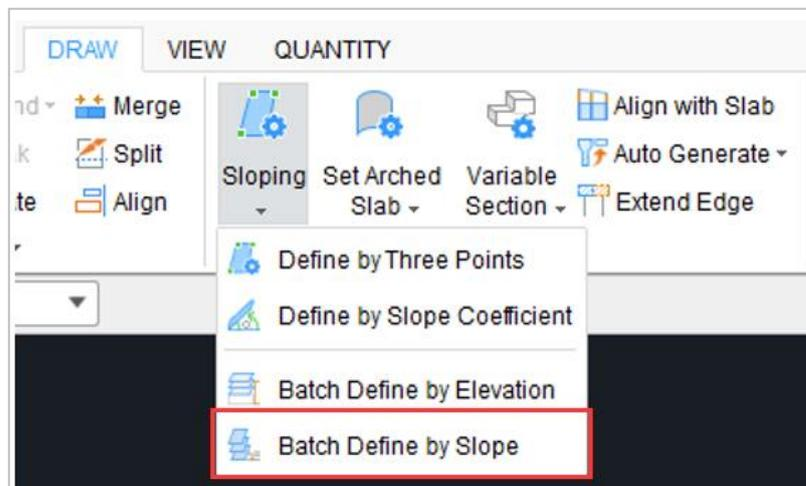 DRAW VIEW QUANTITY
Merge Align with Slab
Split Auto Generate
Sloping Set Arched Slab Variable Section
Align Extend Edge
Define by Three Points
Define by Slope Coefficient
Batch Define by Elevation
Batch Define by Slope